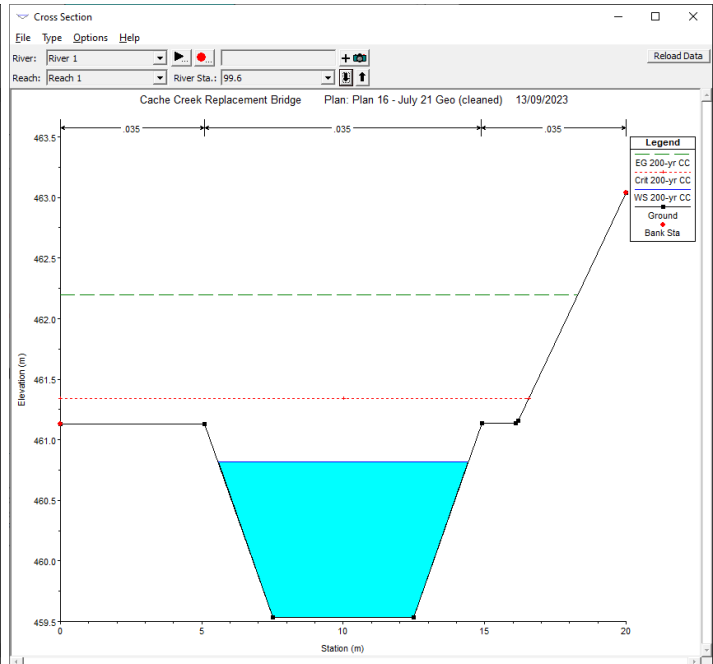 Cross Section
File Type Options Help
River: River 1
Reload Data
Reach: Reach 1 River Sta.: 99.6
Cache Creek Replacement Bridge Plan: Plan 16 - July 21 Geo (cleaned) 13/09/2023
.035 .035 .035
Legend
EG 200-yr CC
Crit 200-yr CC
WS 200-yr CC
Ground
Bank Sta
463.5
463.0
462.5
462.0
461.5
461.0
460.5
460.0
459.5
Elevation (m)
0 5 10 15 20
Station (m)